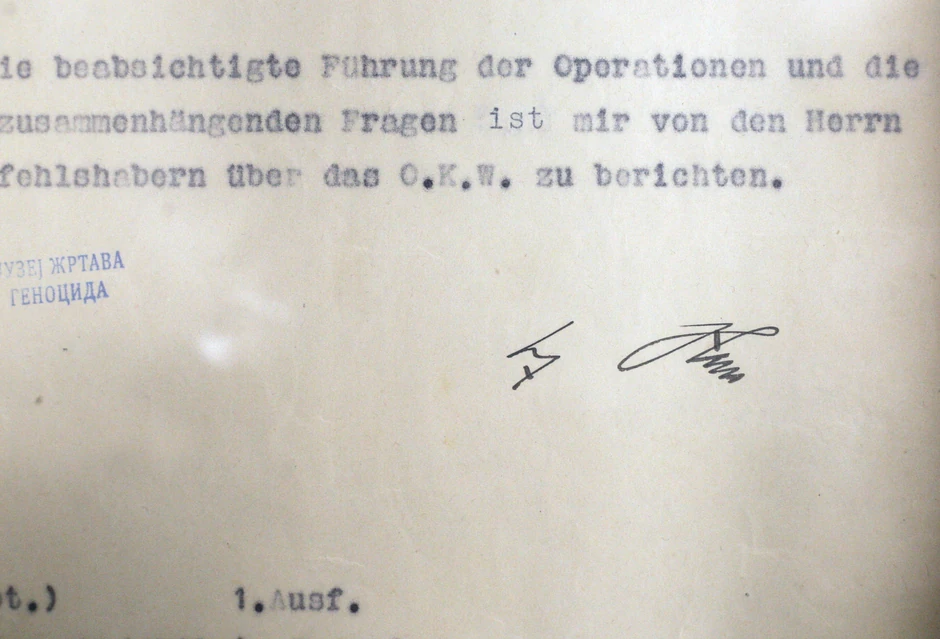 ie beabsichtigte Führung der Operationen und die
zusammenhängenden Fragen ist mir von den Herrn
fehlshabern über das O.K.W. zu berichten.
УЗЕЈ ЖРТАВА
ГЕНОЦИДА
t.) 1.Ausf.